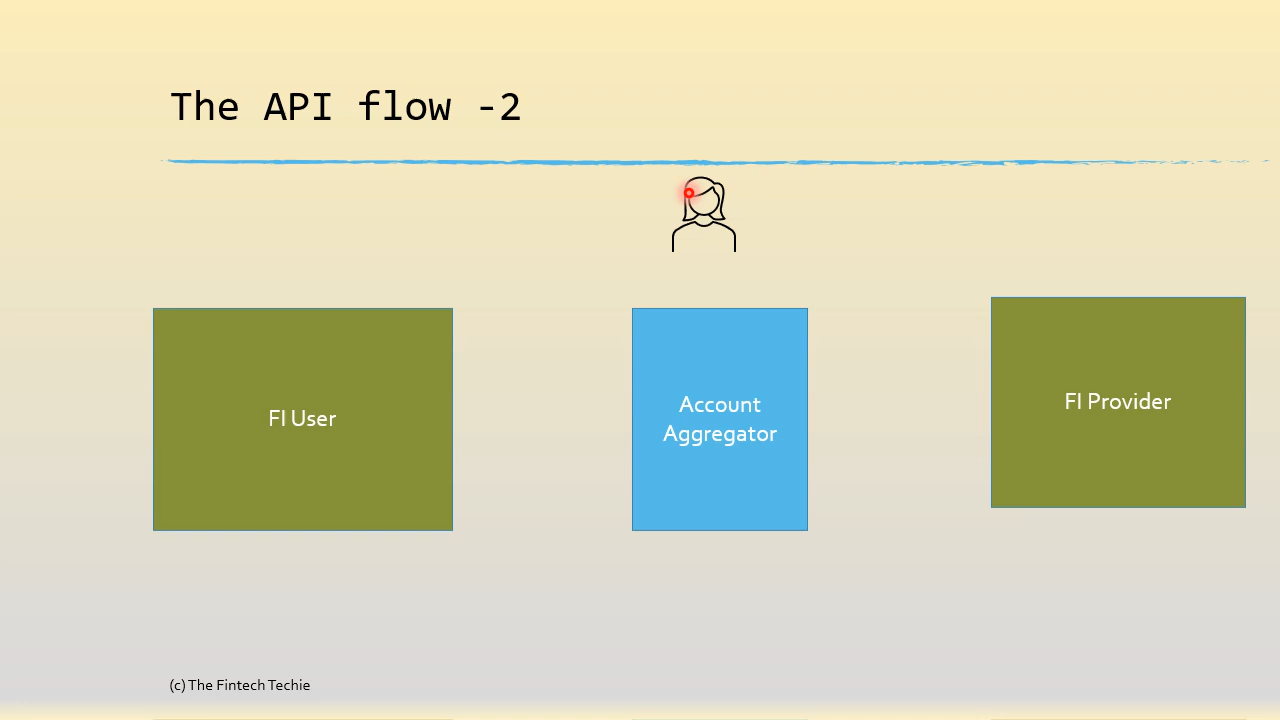 The API flow -2
FI User
Account
Aggregator
FI Provider
(c) The Fintech Techie